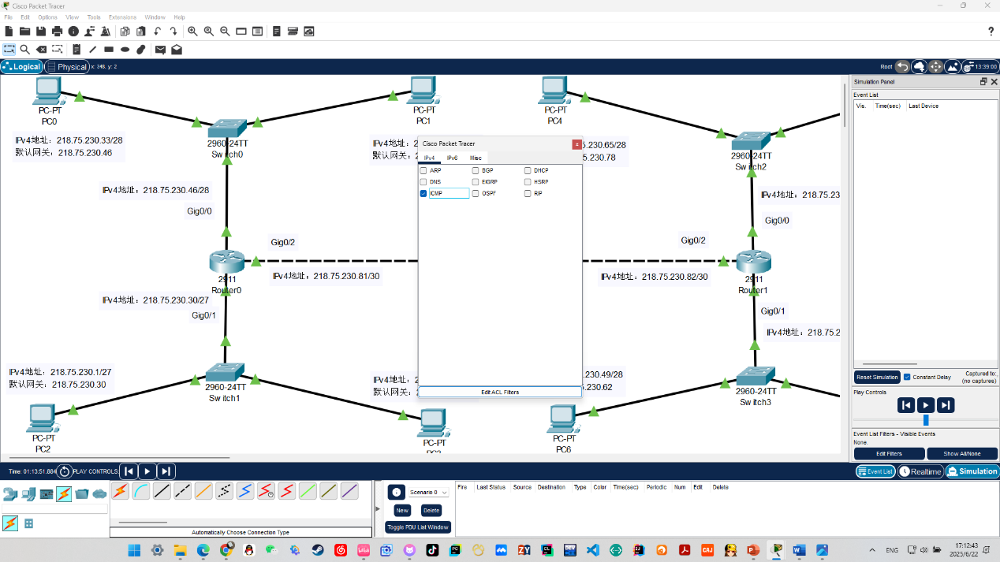 Cisco Packet Tracer
File Edit Options View Tools Extensions Window Help
?
Logical Physical x: 348, y: 2 Root 13:39:00
PC-PT
PC0
PC-PT
PC1
PC-PT
PC4
IPv4地址：218.75.230.33/28
默认网关：218.75.230.46
2960-24TT
Switch0
IPv4地址：2
默认网关：2
5.230.65/28
230.78
2960-24TT
Switch2
IPv4地址：218.75.230.46/28
Gig0/0
IPv4地址：218.75.23
Gig0/0
Gig0/2
Gig0/2
IPv4地址：218.75.230.81/30
IPv4地址：218.75.230.82/30
2911
Router0
2911
Router1
IPv4地址：218.75.230.30/27
Gig0/1
Gig0/1
IPv4地址：218.75.2
IPv4地址：218.75.230.1/27
默认网关：218.75.230.30
2960-24TT
Switch1
IPv4地址：2
默认网关：2
.230.49/28
.230.62
2960-24TT
Switch3
PC-PT
PC2
PC-PT
PC-PT
PC6
Cisco Packet Tracer
IPv4 IPv6 Misc
ARP BGP DHCP
DNS EIGRP HSRP
ICMP OSPF RIP
Edit ACL Filters
Simulation Panel
Event List
Vis. Time(sec) Last Device
Reset Simulation Constant Delay Captured to:
(no captures)
Play Controls
Event List Filters - Visible Events
None.
Edit Filters Show All/None
Time: 01:13:51.884 PLAY CONTROLS: Event List Realtime Simulation
Scenario 0
New Delete
Toggle PDU List Window
Fire Last Status Source Destination Type Color Time(sec) Periodic Num Edit Delete
Automatically Choose Connection Type
ENG
17:12:43
2025/6/22